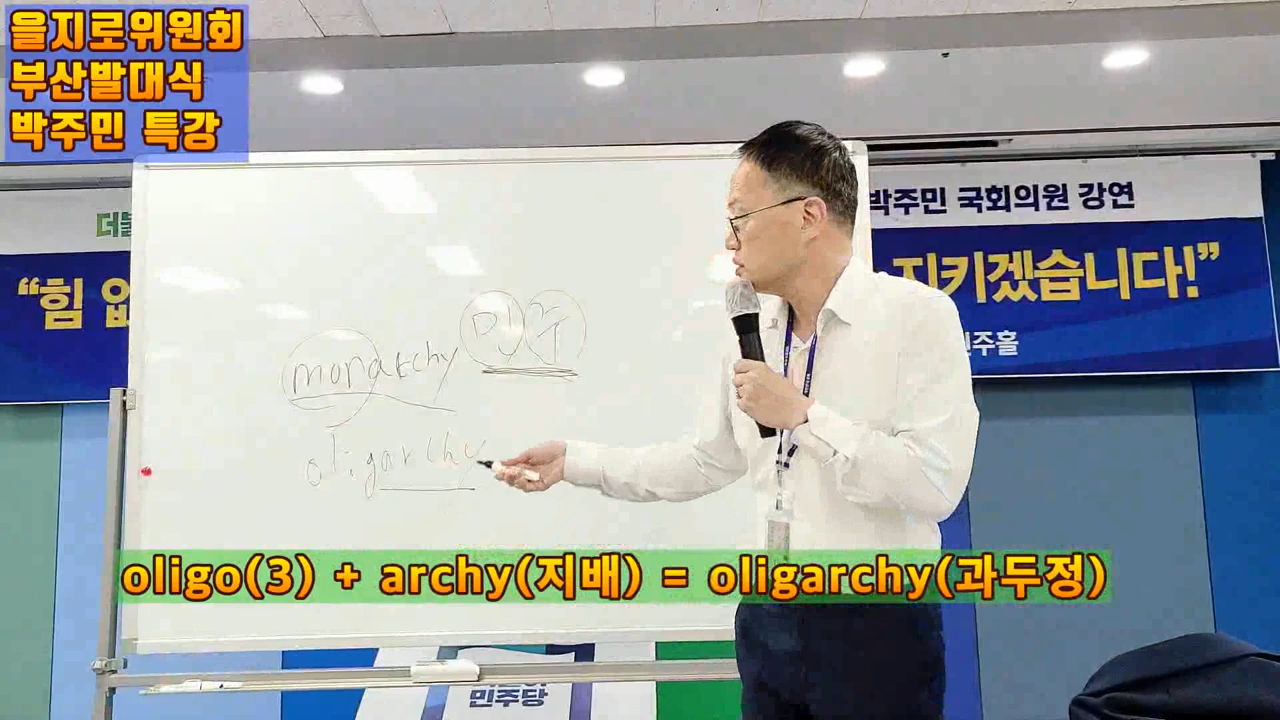 을지로위원회
부산발대식
박주민 특강
박주민 국회의원 강연
“힘
지키겠습니다!”
민주
monarchy
oligarchy
oligo(3) + archy(지배) = oligarchy(과두정)
민주당